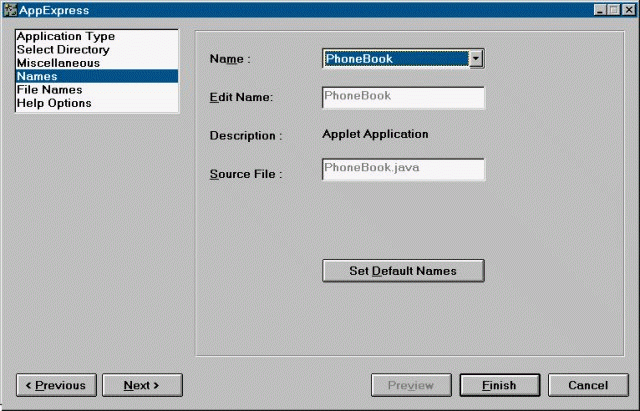 AppExpress
Application Type
Select Directory
Miscellaneous
Names
File Names
Help Options
Name : PhoneBook
Edit Name: PhoneBook
Description : Applet Application
Source File : PhoneBook.java
Set Default Names
< Previous Next > Preview Finish Cancel